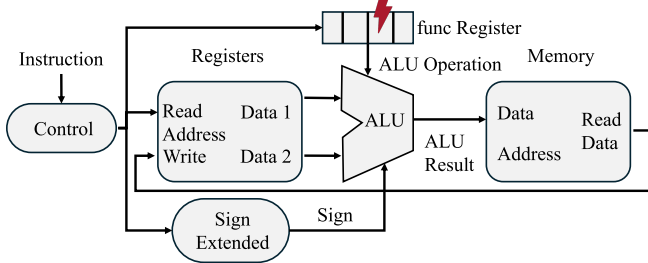 func Register
Instruction
Registers
ALU Operation
Memory
Control
Read
Address
Write
Data 1
Data 2
ALU
ALU
Result
Data
Address
Read
Data
Sign
Extended
Sign